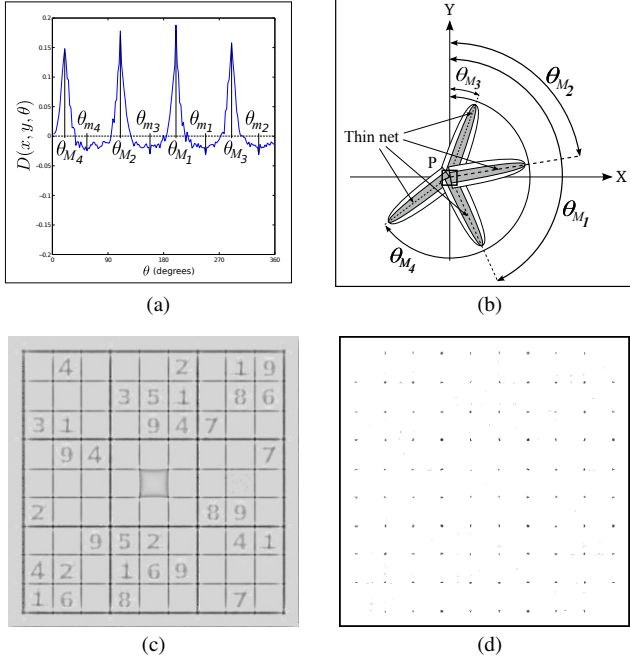 0.2
0.15
0.1
0.05
0
-0.05
-0.1
-0.15
-0.2
D(x, y, θ)
θm4 θm3 θm1 θm2
θM4 θM2 θM1 θM3
0 90 180 270 360
θ (degrees)
(a)
Y
θM3
θM2
Thin net
P
X
θM1
θM4
(b)
4 2 1 9
3 5 1 8 6
3 1 9 4 7
9 4 7
2 8 9
9 5 2 4 1
4 2 1 6 9
1 6 8 7
(c)
(d)